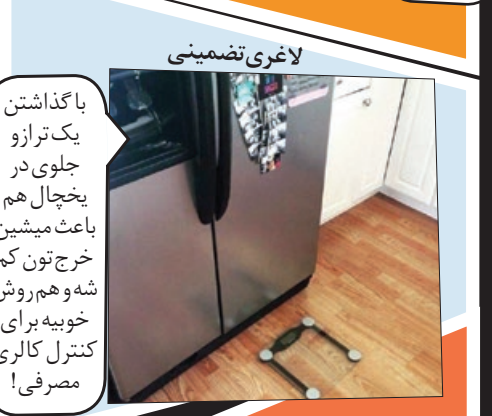 لاغری تضمینی
با گذاشتن
یک ترازو
جلوی در
یخچال هم
باعث میشین
خرج‌تون کم
شه و هم روش
خوبیه برای
کنترل کالری
مصرفی!